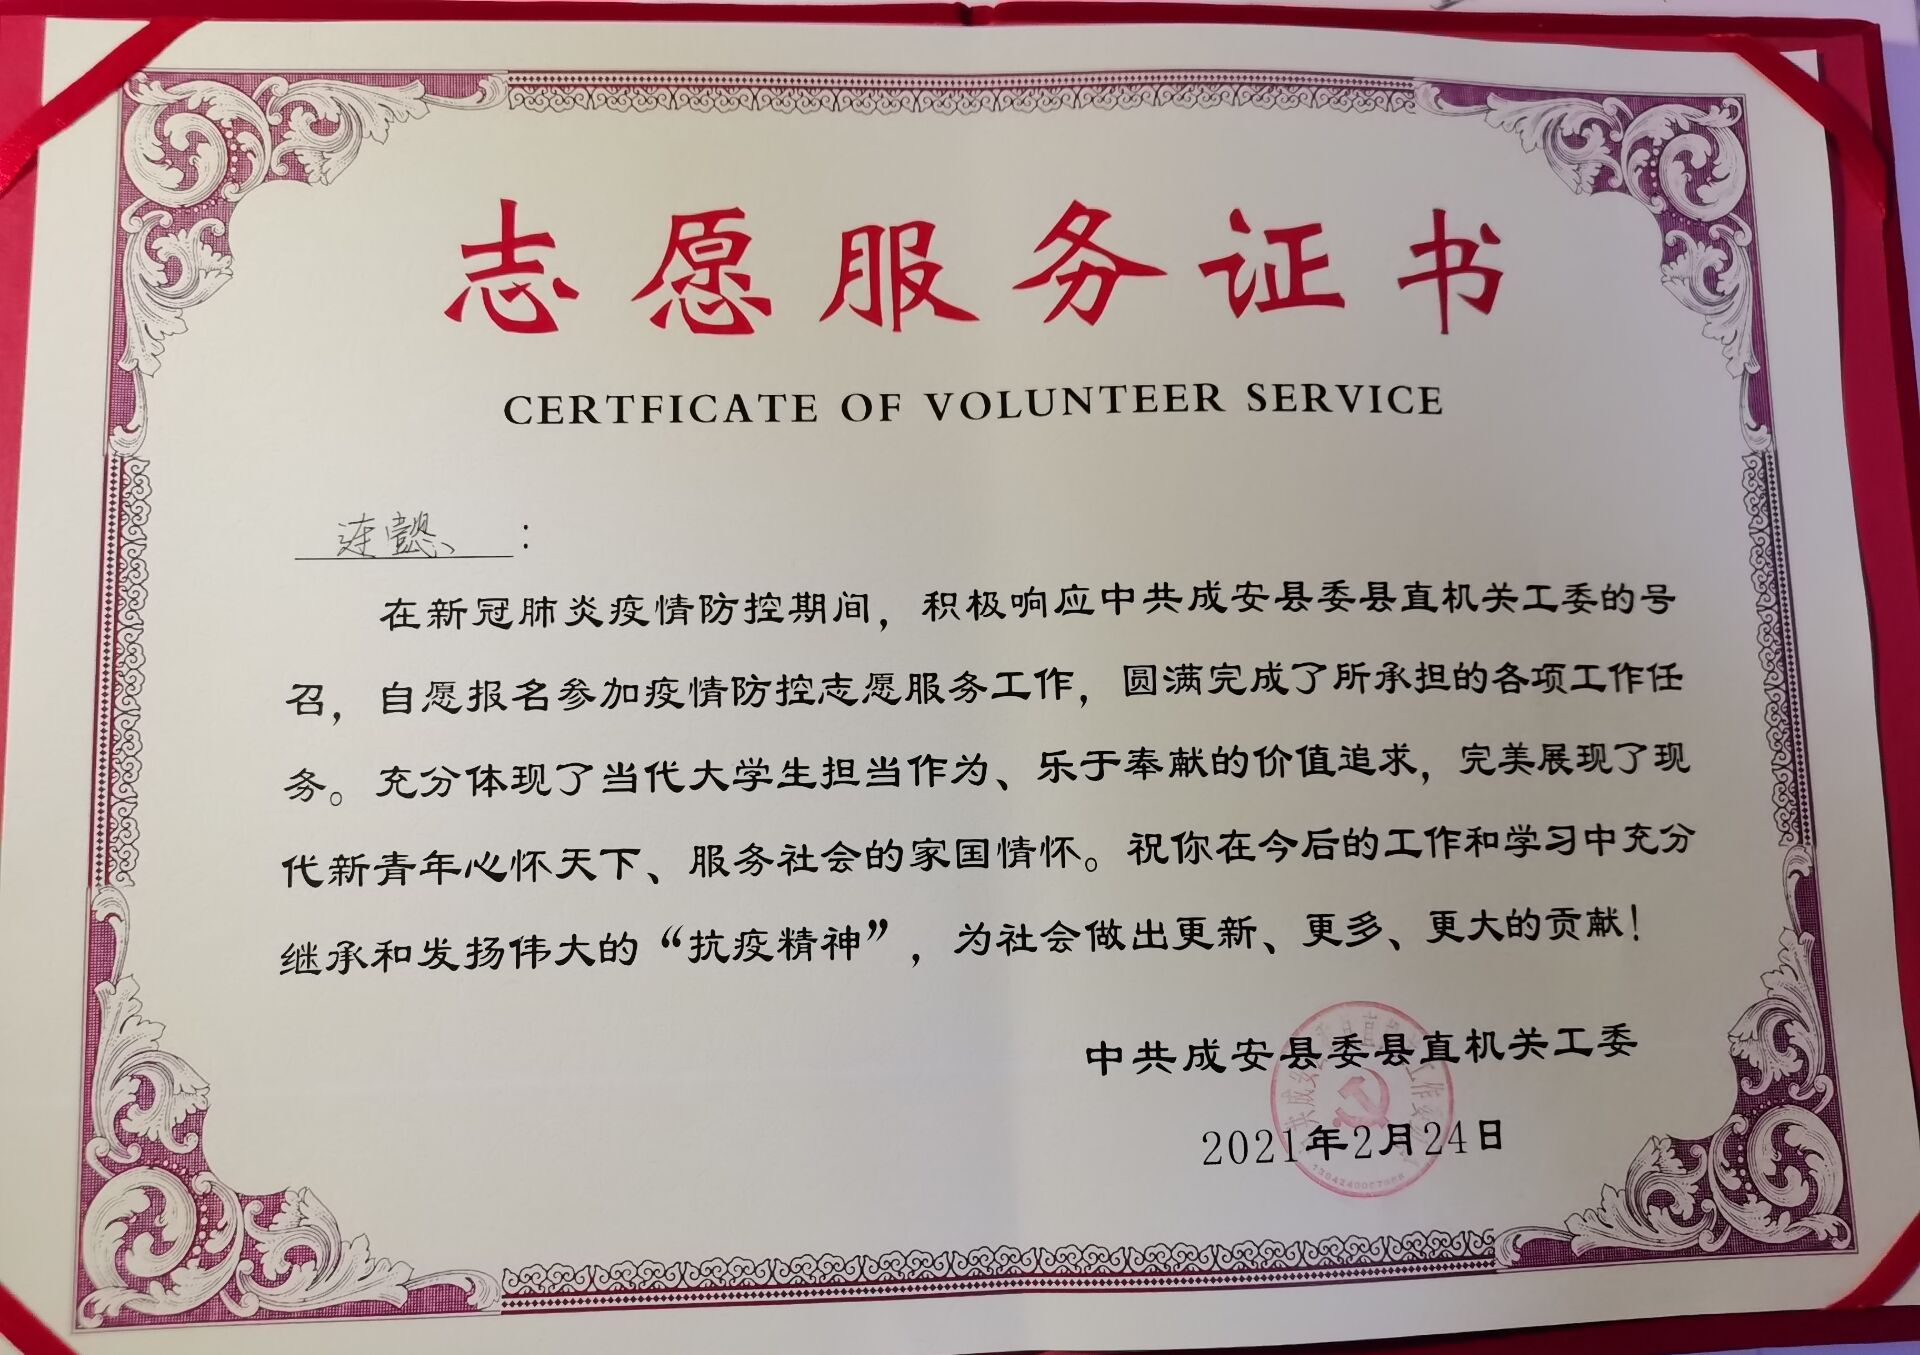 志愿服务证书
CERTFICATE OF VOLUNTEER SERVICE
连懿：
在新冠肺炎疫情防控期间，积极响应中共成安县委县直机关工委的号
召，自愿报名参加疫情防控志愿服务工作，圆满完成了所承担的各项工作任
务。充分体现了当代大学生担当作为、乐于奉献的价值追求，完美展现了现
代新青年心怀天下、服务社会的家国情怀。祝你在今后的工作和学习中充分
继承和发扬伟大的“抗疫精神”，为社会做出更新、更多、更大的贡献！
中共成安县委县直机关工委
2021年2月24日